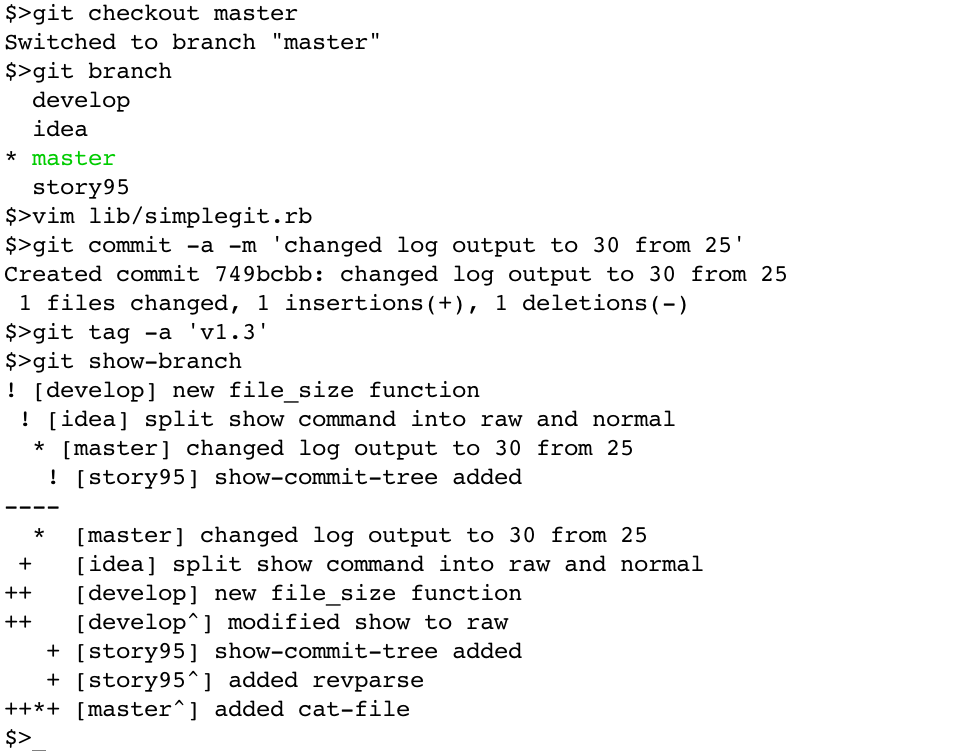 $>git checkout master
Switched to branch "master"
$>git branch
  develop
  idea
* master
  story95
$>vim lib/simplegit.rb
$>git commit -a -m 'changed log output to 30 from 25'
Created commit 749bcbb: changed log output to 30 from 25
 1 files changed, 1 insertions(+), 1 deletions(-)
$>git tag -a 'v1.3'
$>git show-branch
! [develop] new file_size function
 ! [idea] split show command into raw and normal
  * [master] changed log output to 30 from 25
   ! [story95] show-commit-tree added
----
  *  [master] changed log output to 30 from 25
 +   [idea] split show command into raw and normal
++   [develop] new file_size function
++   [develop^] modified show to raw
   + [story95] show-commit-tree added
   + [story95^] added revparse
++*+ [master^] added cat-file
$>_